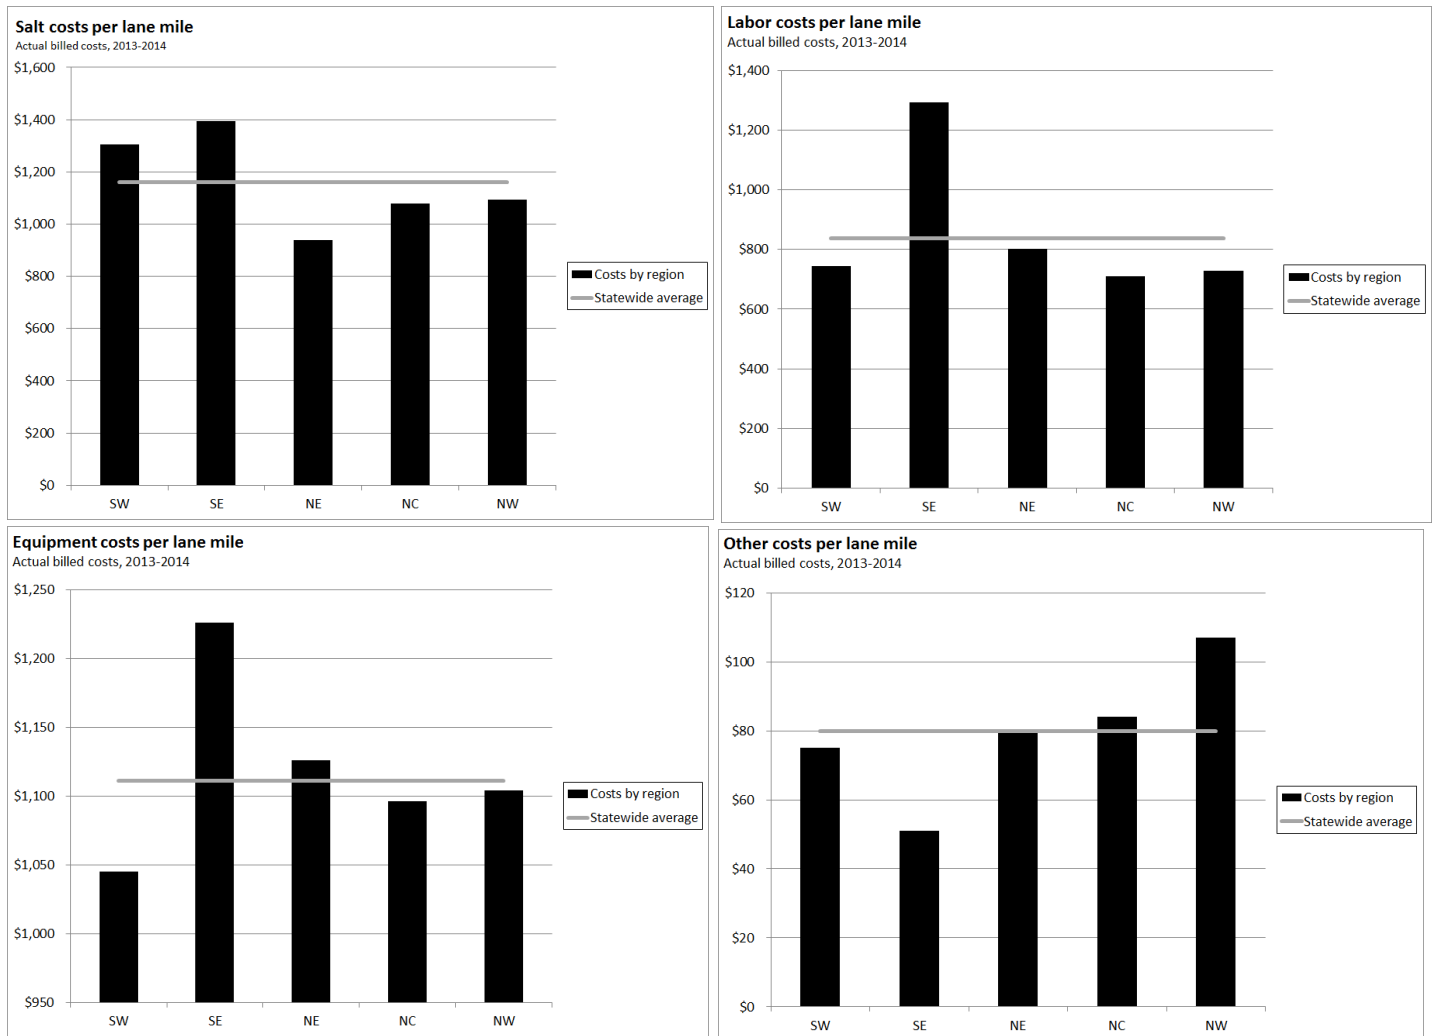 Salt costs per lane mile
Actual billed costs, 2013-2014
$1,600
$1,400
$1,200
$1,000
$800
$600
$400
$200
$0
SW SE NE NC NW
Costs by region
Statewide average
Labor costs per lane mile
Actual billed costs, 2013-2014
$1,400
$1,200
$1,000
$800
$600
$400
$200
$0
SW SE NE NC NW
Costs by region
Statewide average
Equipment costs per lane mile
Actual billed costs, 2013-2014
$1,250
$1,200
$1,150
$1,100
$1,050
$1,000
$950
SW SE NE NC NW
Costs by region
Statewide average
Other costs per lane mile
Actual billed costs, 2013-2014
$120
$100
$80
$60
$40
$20
$0
SW SE NE NC NW
Costs by region
Statewide average